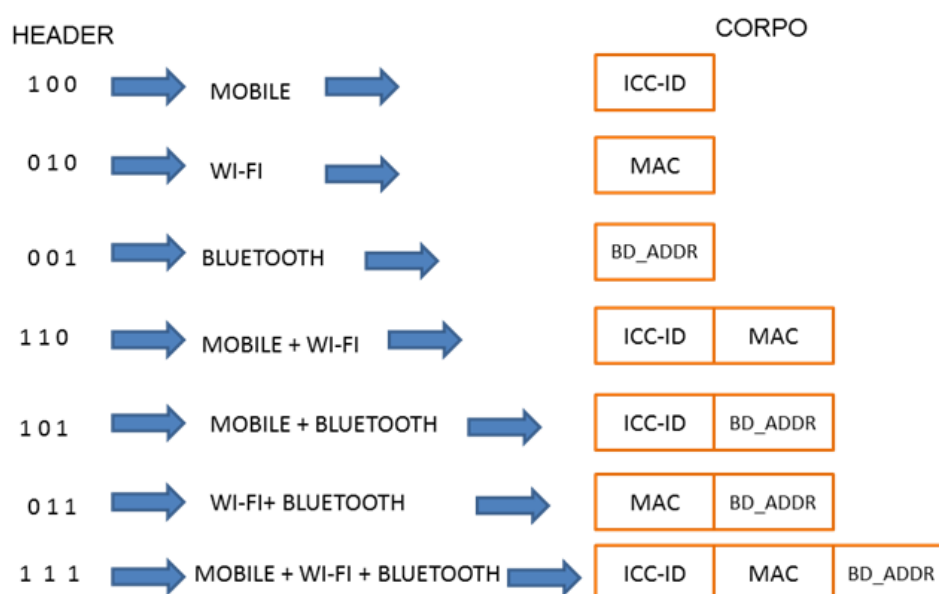 HEADER CORPO
1 0 0 MOBILE ICC-ID
0 1 0 WI-FI MAC
0 0 1 BLUETOOTH BD_ADDR
1 1 0 MOBILE + WI-FI ICC-ID MAC
1 0 1 MOBILE + BLUETOOTH ICC-ID BD_ADDR
0 1 1 WI-FI+ BLUETOOTH MAC BD_ADDR
1 1 1 MOBILE + WI-FI + BLUETOOTH ICC-ID MAC BD_ADDR